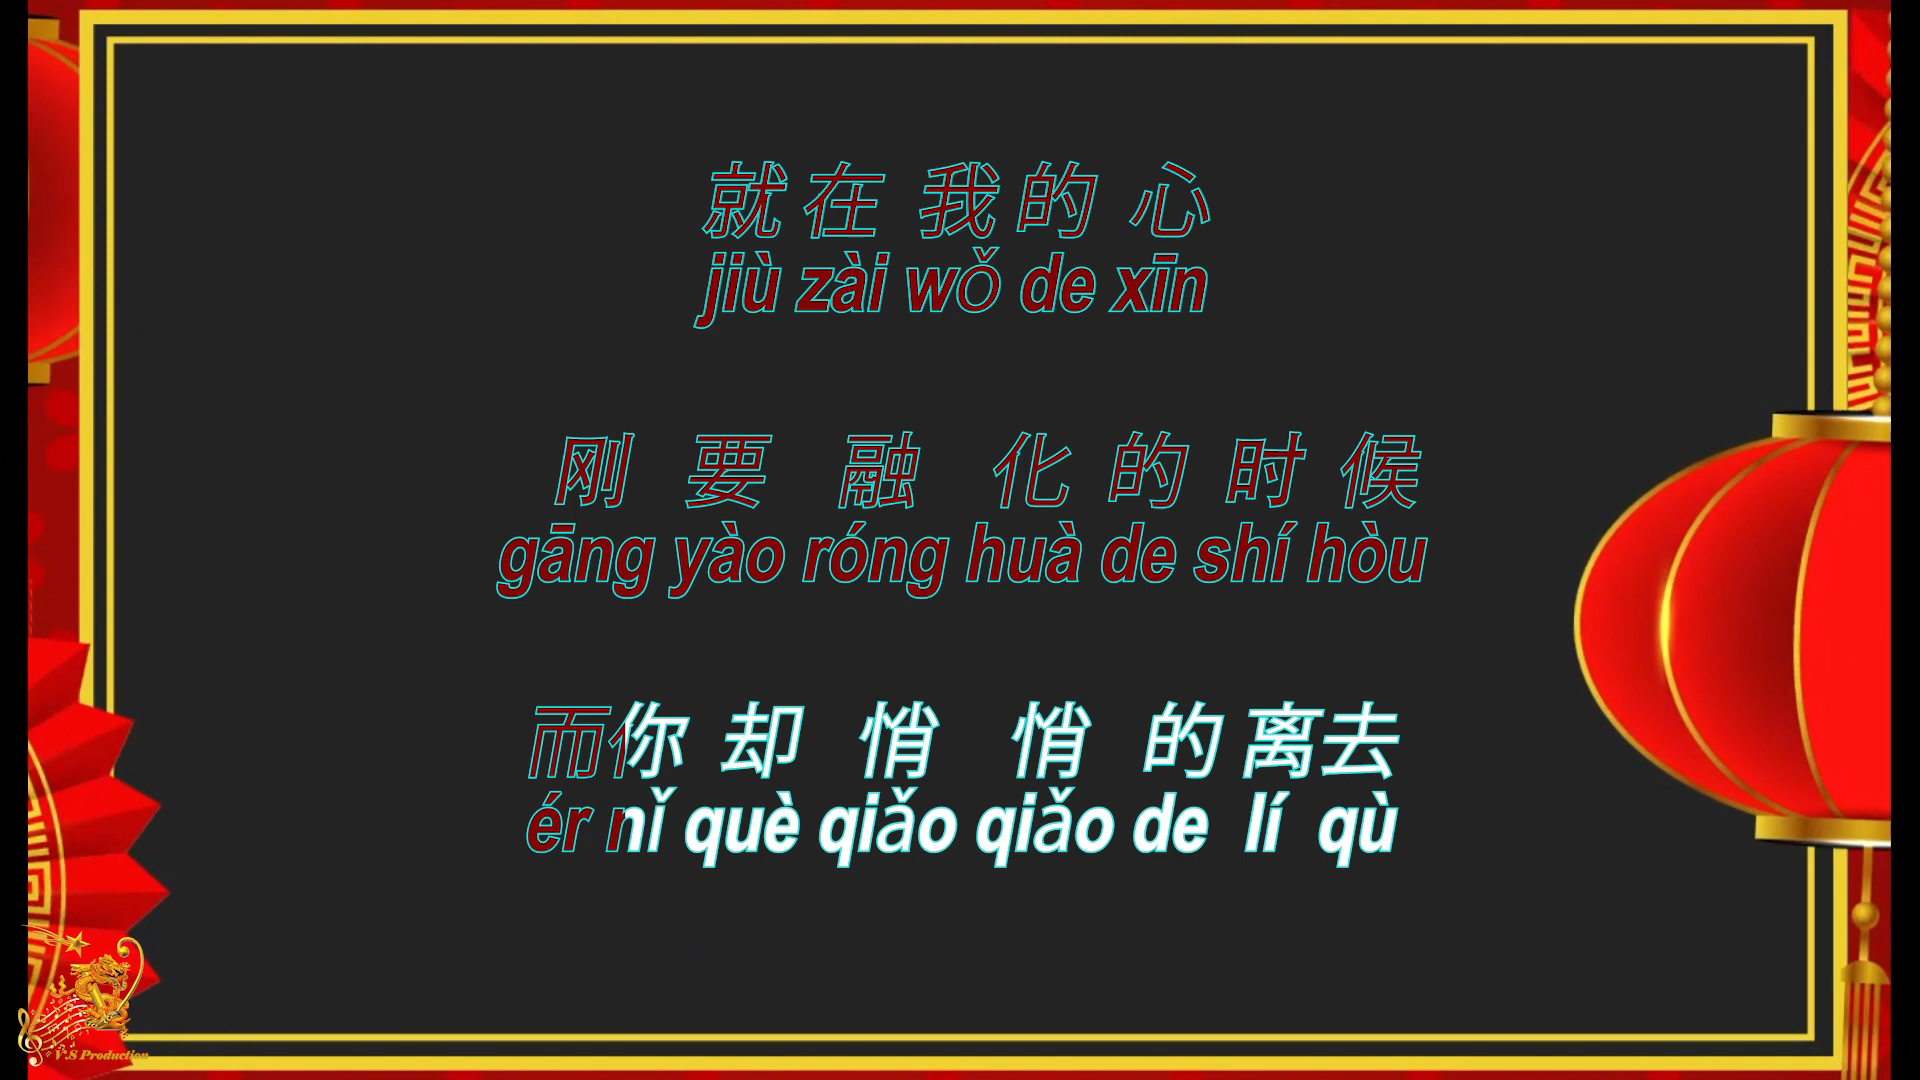 就在 我的 心
jiù zài wǒ de xīn
刚 要 融 化 的 时 候
gāng yào róng huà de shí hòu
而你 却 悄 悄 的 离去
ér nǐ què qiǎo qiǎo de lí qù
V.S Production